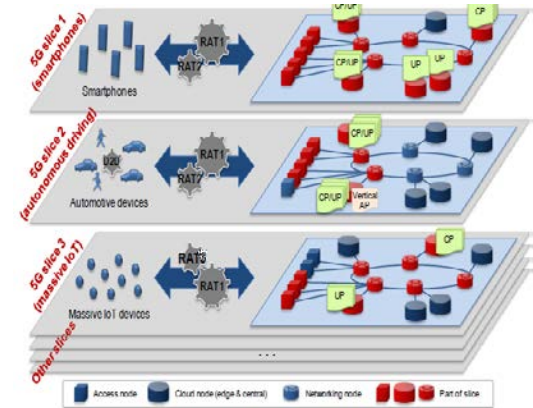 5G slice 1
(smartphones)
Smartphones
RAT1
RAT2
CP/UP
CP
CP/UP
UP
UP
5G slice 2
(autonomous driving)
D2D
Automotive devices
RAT1
RAT2
CP/UP
CP/UP
Vertical
AP
5G slice 3
(massive IoT)
Massive IoT devices
RAT3
RAT1
CP
UP
Other slices
...
Access node
Cloud node (edge & central)
Networking node
Part of slice